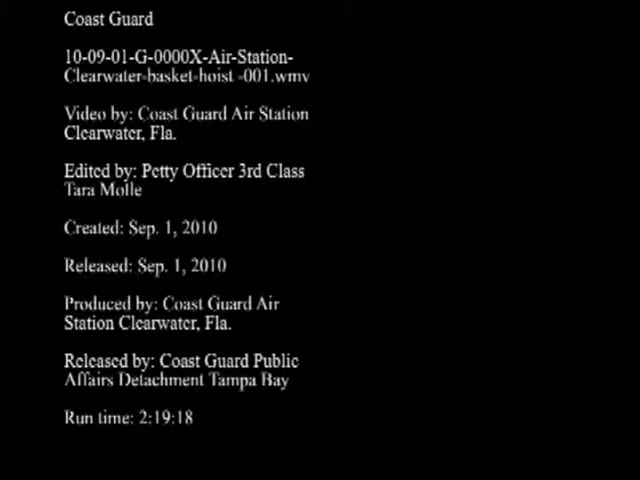 Coast Guard
10-09-01-G-0000X-Air-Station-
Clearwater-basket-hoist -001.wmv
Video by: Coast Guard Air Station
Clearwater, Fla.
Edited by: Petty Officer 3rd Class
Tara Molle
Created: Sep. 1, 2010
Released: Sep. 1, 2010
Produced by: Coast Guard Air
Station Clearwater, Fla.
Released by: Coast Guard Public
Affairs Detachment Tampa Bay
Run time: 2:19:18